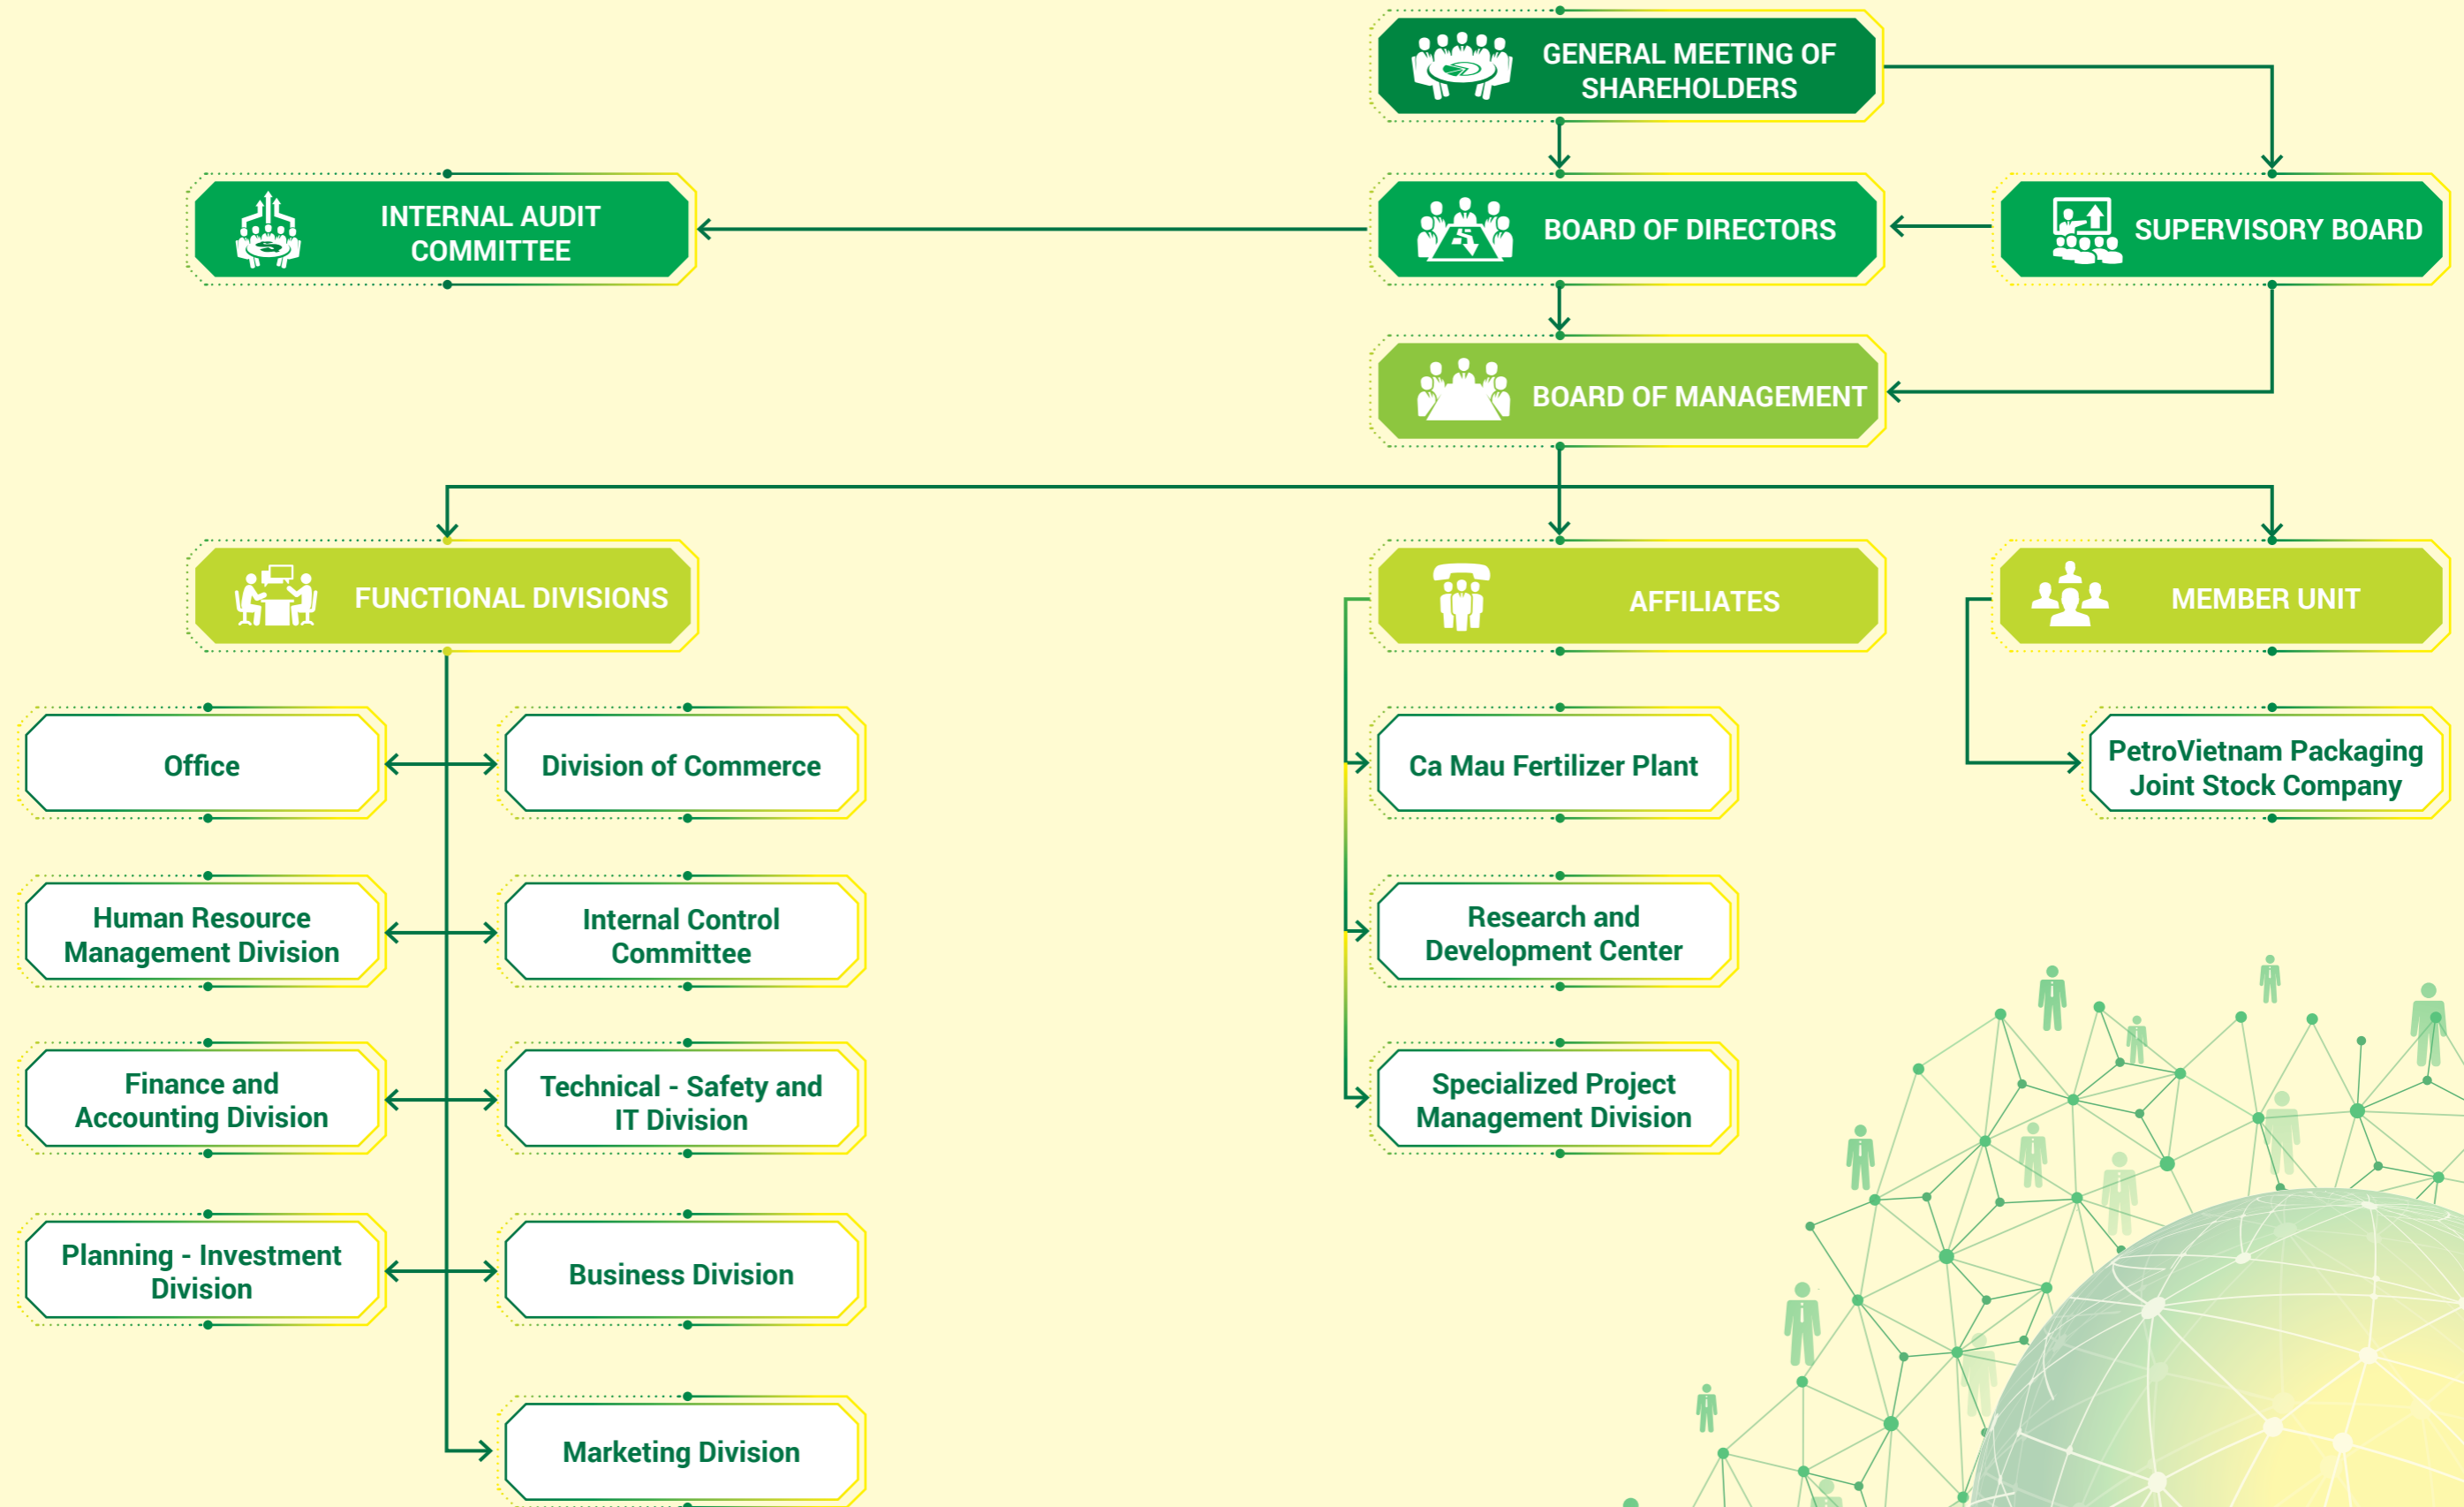 GENERAL MEETING OF
SHAREHOLDERS
INTERNAL AUDIT
COMMITTEE
BOARD OF DIRECTORS
SUPERVISORY BOARD
BOARD OF MANAGEMENT
FUNCTIONAL DIVISIONS
AFFILIATES
MEMBER UNIT
Office
Division of Commerce
Ca Mau Fertilizer Plant
PetroVietnam Packaging
Joint Stock Company
Human Resource
Management Division
Internal Control
Committee
Research and
Development Center
Finance and
Accounting Division
Technical - Safety and
IT Division
Specialized Project
Management Division
Planning - Investment
Division
Business Division
Marketing Division